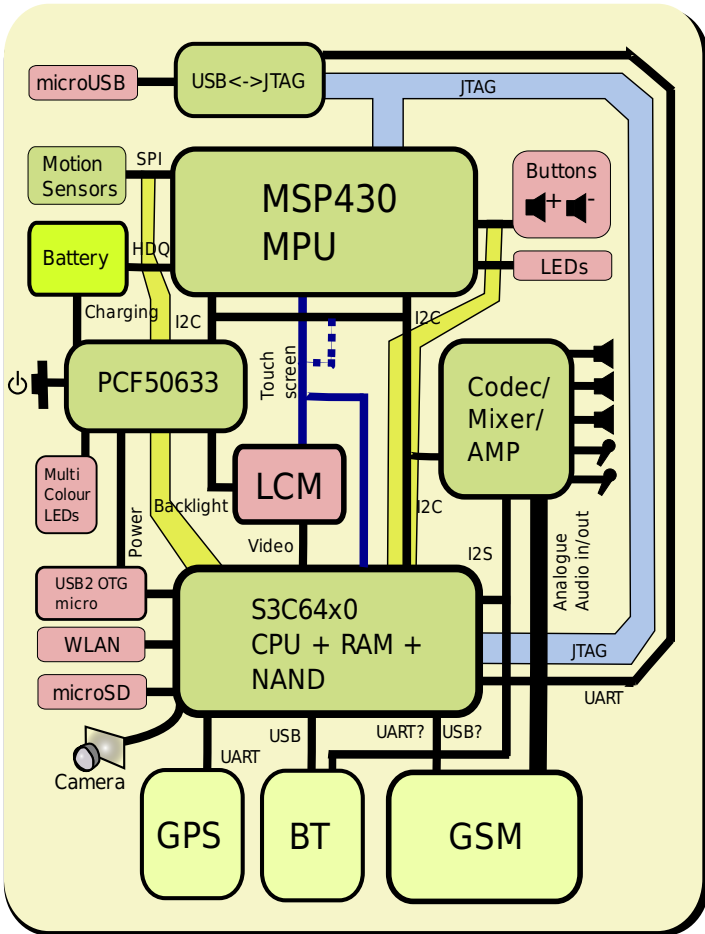 microUSB
USB<->JTAG
JTAG
Motion
Sensors
SPI
MSP430
MPU
Buttons
+ -
Battery
HDQ
LEDs
Charging
I2C
I2C
PCF50633
Touch
screen
Codec/
Mixer/
AMP
Multi
Colour
LEDs
Backlight
LCM
I2C
Power
Video
I2S
Analogue
Audio in/out
USB2 OTG
micro
S3C64x0
CPU + RAM +
NAND
WLAN
JTAG
microSD
UART
Camera
UART
USB
UART?
USB?
GPS
BT
GSM